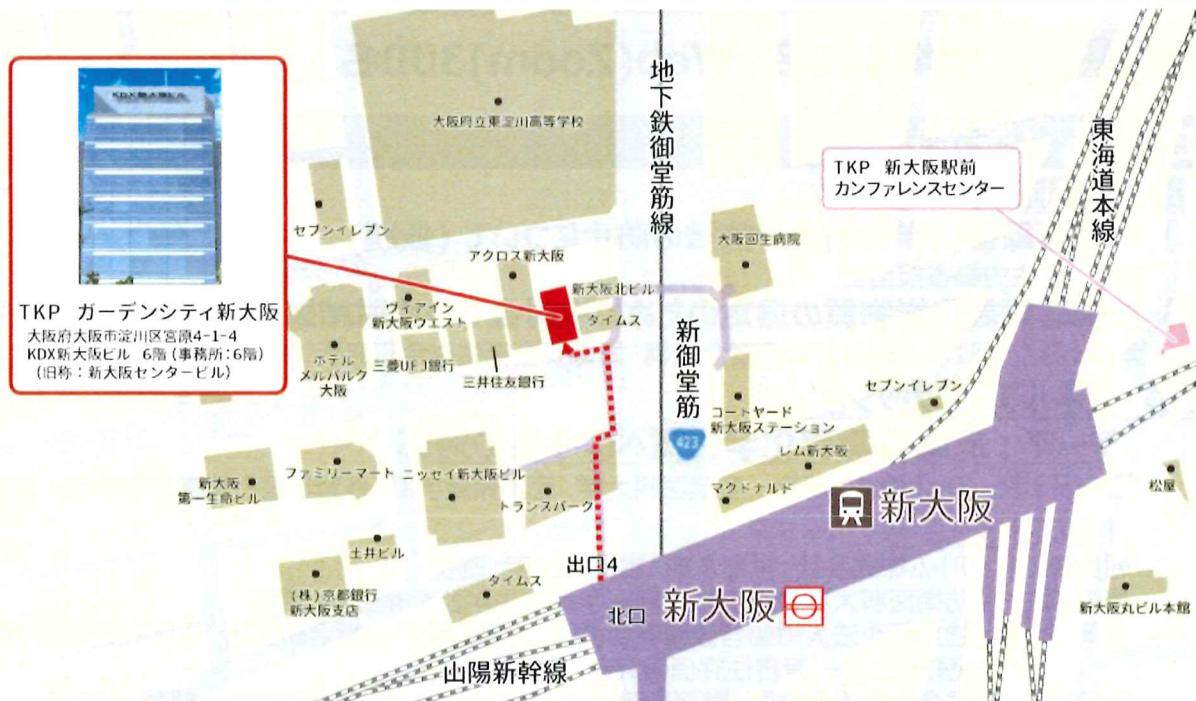 KDX新大阪ビル
TKP ガーデンシティ新大阪
大阪府大阪市淀川区宮原4-1-4
KDX新大阪ビル 6階(事務所:6階)
(旧称:新大阪センタービル)
大阪府立東淀川高等学校
地下鉄御堂筋線
東海道本線
TKP 新大阪駅前
カンファレンスセンター
セブンイレブン
アクロス新大阪
大阪回生病院
新大阪北ビル
タイムス
ヴィアイン
新大阪ウエスト
ホテル
メルパルク
大阪
三菱UFJ銀行
三井住友銀行
新御堂筋
423
コートヤード
新大阪ステーション
セブンイレブン
レム新大阪
マクドナルド
新大阪
第一生命ビル
ファミリーマート
ニッセイ新大阪ビル
トランスパーク
新大阪
松屋
土井ビル
(株)京都銀行
新大阪支店
タイムス
出口4
北口
新大阪
新大阪丸ビル本館
山陽新幹線
(Zoom)